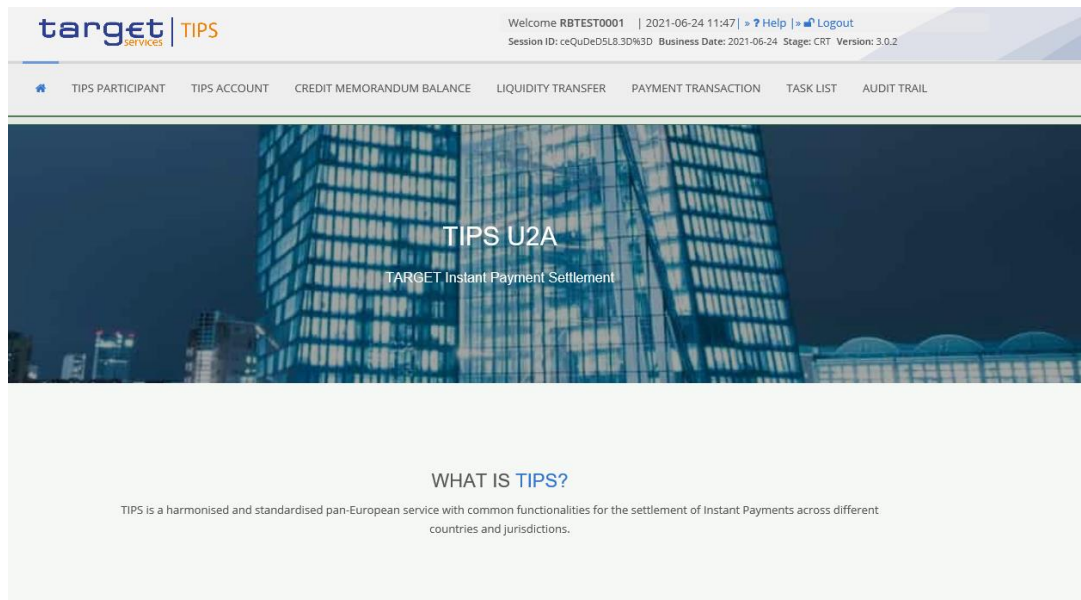 target services | TIPS
Welcome RBTEST0001 | 2021-06-24 11:47| » ? Help |» Logout
Session ID: ceQuDeD5L8.3D%3D Business Date: 2021-06-24 Stage: CRT Version: 3.0.2
TIPS PARTICIPANT TIPS ACCOUNT CREDIT MEMORANDUM BALANCE LIQUIDITY TRANSFER PAYMENT TRANSACTION TASK LIST AUDIT TRAIL
TIPS U2A
TARGET Instant Payment Settlement
WHAT IS TIPS?
TIPS is a harmonised and standardised pan-European service with common functionalities for the settlement of Instant Payments across different
countries and jurisdictions.